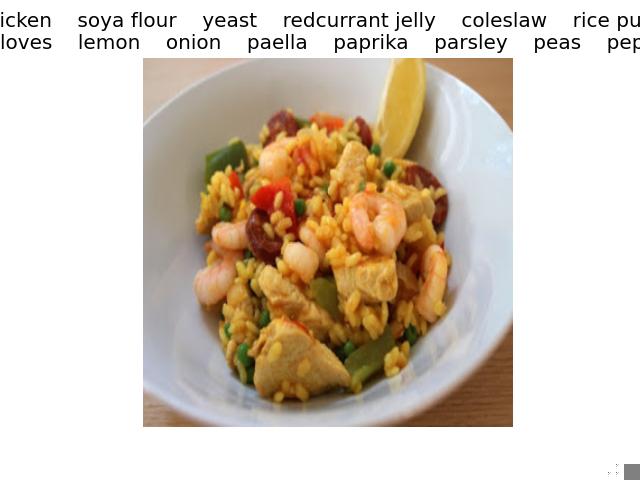 icken soya flour yeast redcurrant jelly coleslaw rice pu
loves lemon onion paella paprika parsley peas pep